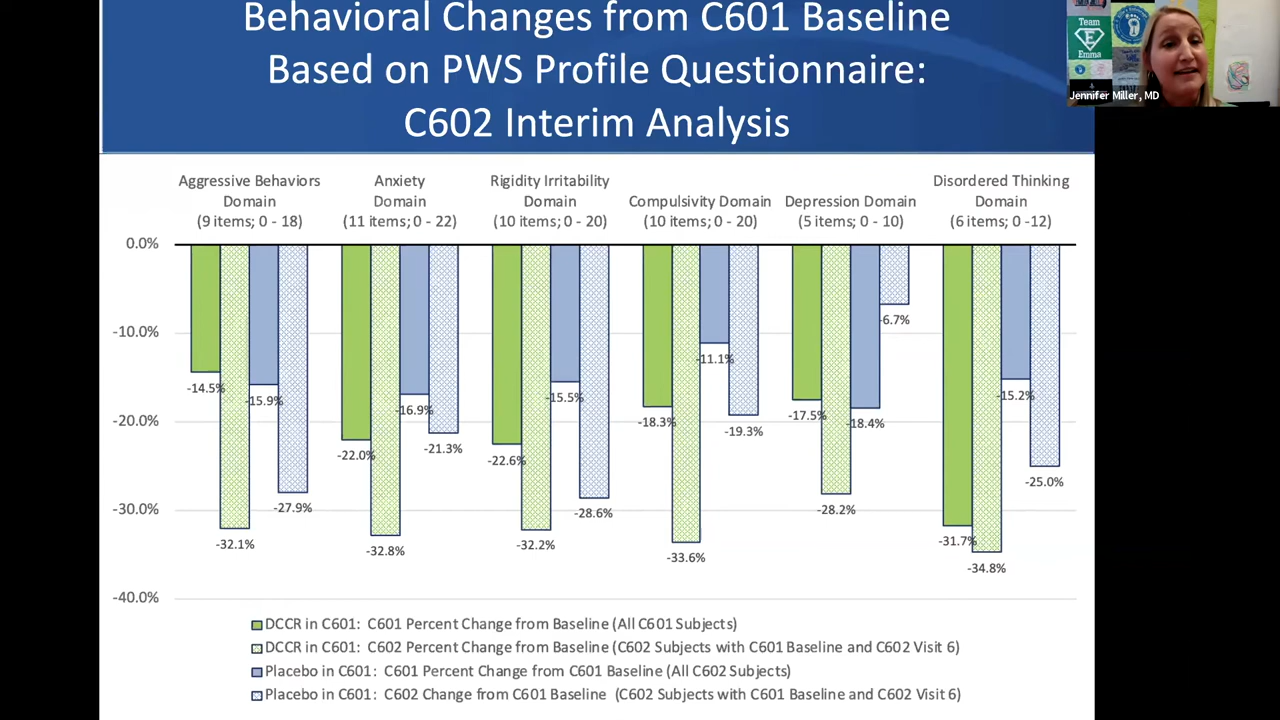 Behavioral Changes from C601 Baseline
Based on PWS Profile Questionnaire:
C602 Interim Analysis
Team
E
Emma
Jennifer Miller, MD
Aggressive Behaviors
Domain
(9 items; 0 - 18)
Anxiety
Domain
(11 items; 0 - 22)
Rigidity Irritability
Domain
(10 items; 0 - 20)
Compulsivity Domain
(10 items; 0 - 20)
Depression Domain
(5 items; 0 - 10)
Disordered Thinking
Domain
(6 items; 0 -12)
0.0%
-10.0%
-20.0%
-30.0%
-40.0%
-14.5%
-32.1%
-15.9%
-27.9%
-22.0%
-32.8%
-16.9%
-21.3%
-22.6%
-32.2%
-15.5%
-28.6%
-18.3%
-33.6%
-11.1%
-19.3%
-17.5%
-28.2%
-18.4%
-6.7%
-31.7%
-34.8%
-15.2%
-25.0%
DCCR in C601: C601 Percent Change from Baseline (All C601 Subjects)
DCCR in C601: C602 Percent Change from Baseline (C602 Subjects with C601 Baseline and C602 Visit 6)
Placebo in C601: C601 Percent Change from C601 Baseline (All C602 Subjects)
Placebo in C601: C602 Change from C601 Baseline (C602 Subjects with C601 Baseline and C602 Visit 6)